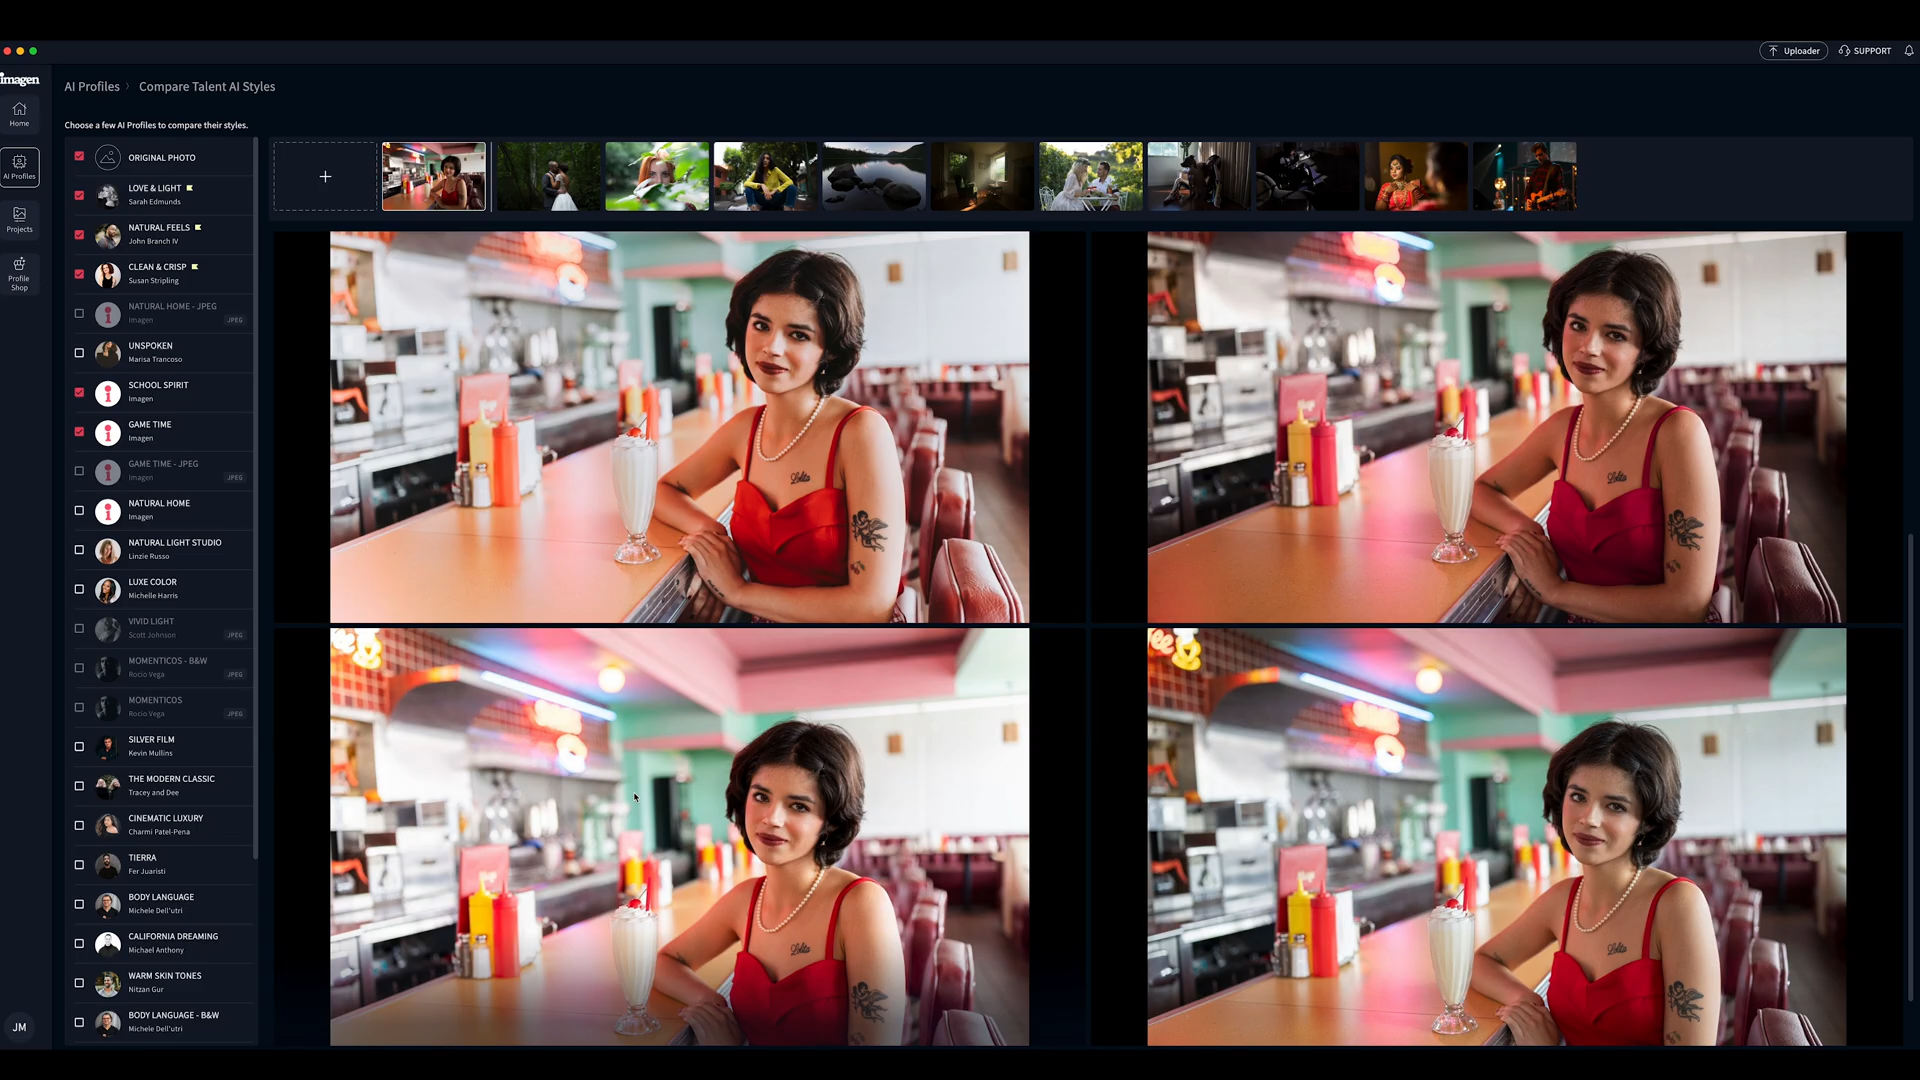 Uploader
SUPPORT
imagen
AI Profiles
Compare Talent AI Styles
Home
AI Profiles
Projects
Profile
Shop
JM
Choose a few AI Profiles to compare their styles.
ORIGINAL PHOTO
LOVE & LIGHT
Sarah Edmunds
NATURAL FEELS
John Branch IV
CLEAN & CRISP
Susan Stripling
NATURAL HOME - JPEG
Imagen JPEG
UNSPOKEN
Marisa Trancoso
SCHOOL SPIRIT
Imagen
GAME TIME
Imagen
GAME TIME - JPEG
Imagen JPEG
NATURAL HOME
Imagen
NATURAL LIGHT STUDIO
Linzie Russo
LUXE COLOR
Michelle Harris
VIVID LIGHT
Scott Johnson JPEG
MOMENTICOS - B&W
Rocio Vega JPEG
MOMENTICOS
Rocio Vega JPEG
SILVER FILM
Kevin Mullins
THE MODERN CLASSIC
Tracey and Dee
CINEMATIC LUXURY
Charmi Patel-Pena
TIERRA
Fer Juaristi
BODY LANGUAGE
Michele Dell'utri
CALIFORNIA DREAMING
Michael Anthony
WARM SKIN TONES
Nitzan Gur
BODY LANGUAGE - B&W
Michele Dell'utri
Lolita
Lolita
Lolita
Lolita